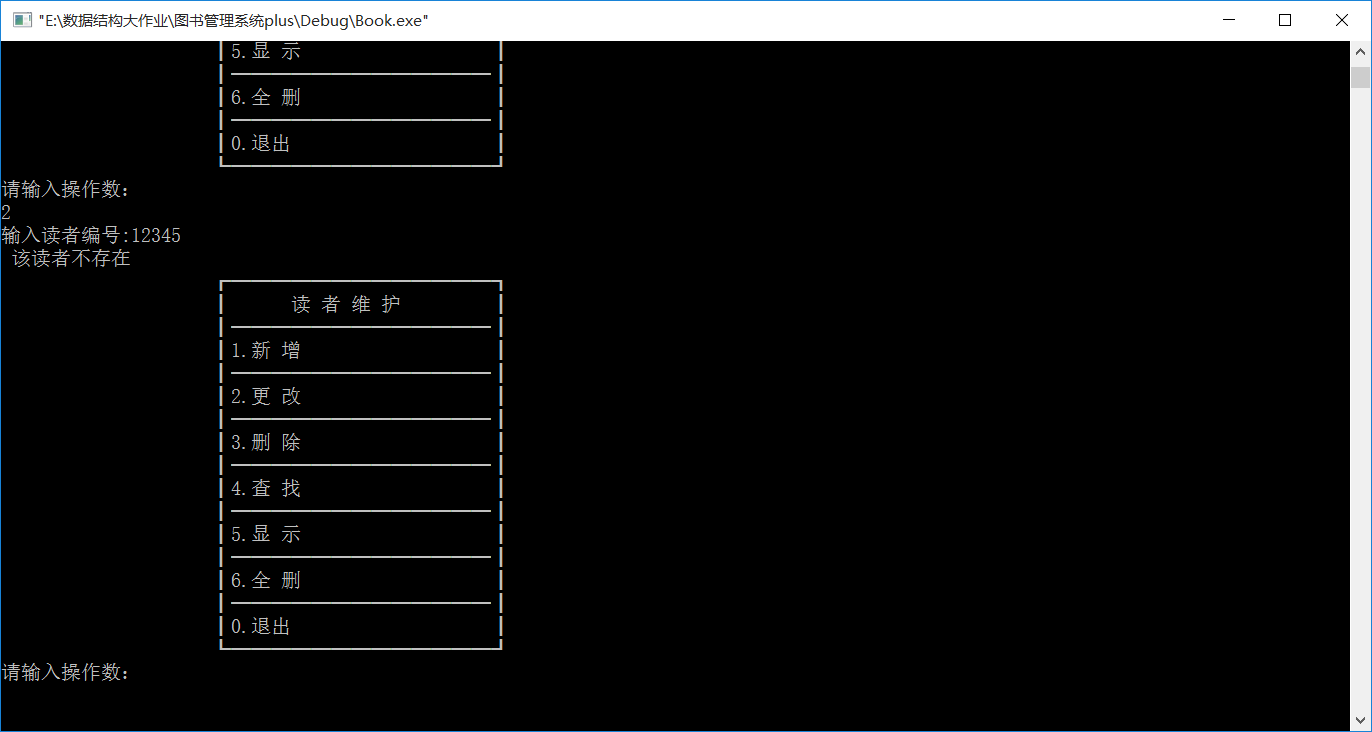 "E:\数据结构大作业\图书管理系统plus\Debug\Book.exe"
5.显 示
6.全 删
0.退出
请输入操作数:
2
输入读者编号:12345
该读者不存在
读 者 维 护
1.新 增
2.更 改
3.删 除
4.查 找
5.显 示
6.全 删
0.退出
请输入操作数: